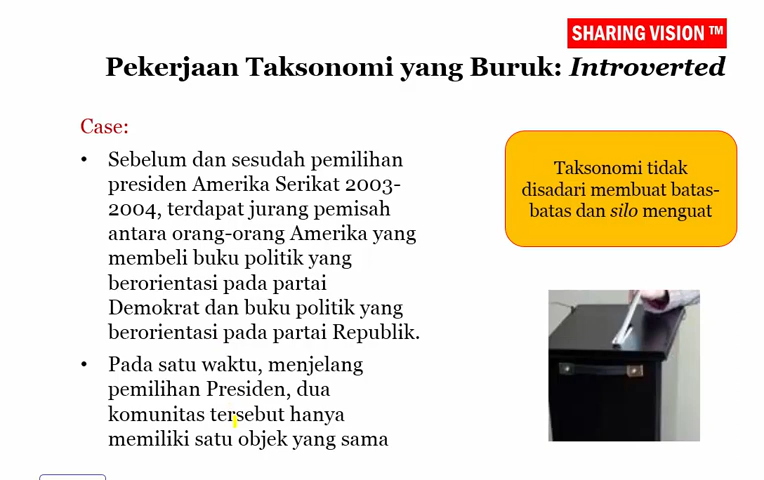 SHARING VISION ™
Pekerjaan Taksonomi yang Buruk: Introverted
Case:
• Sebelum dan sesudah pemilihan
presiden Amerika Serikat 2003-
2004, terdapat jurang pemisah
antara orang-orang Amerika yang
membeli buku politik yang
berorientasi pada partai
Demokrat dan buku politik yang
berorientasi pada partai Republik.
• Pada satu waktu, menjelang
pemilihan Presiden, dua
komunitas tersebut hanya
memiliki satu objek yang sama
Taksonomi tidak
disadari membuat batas-
batas dan silo menguat